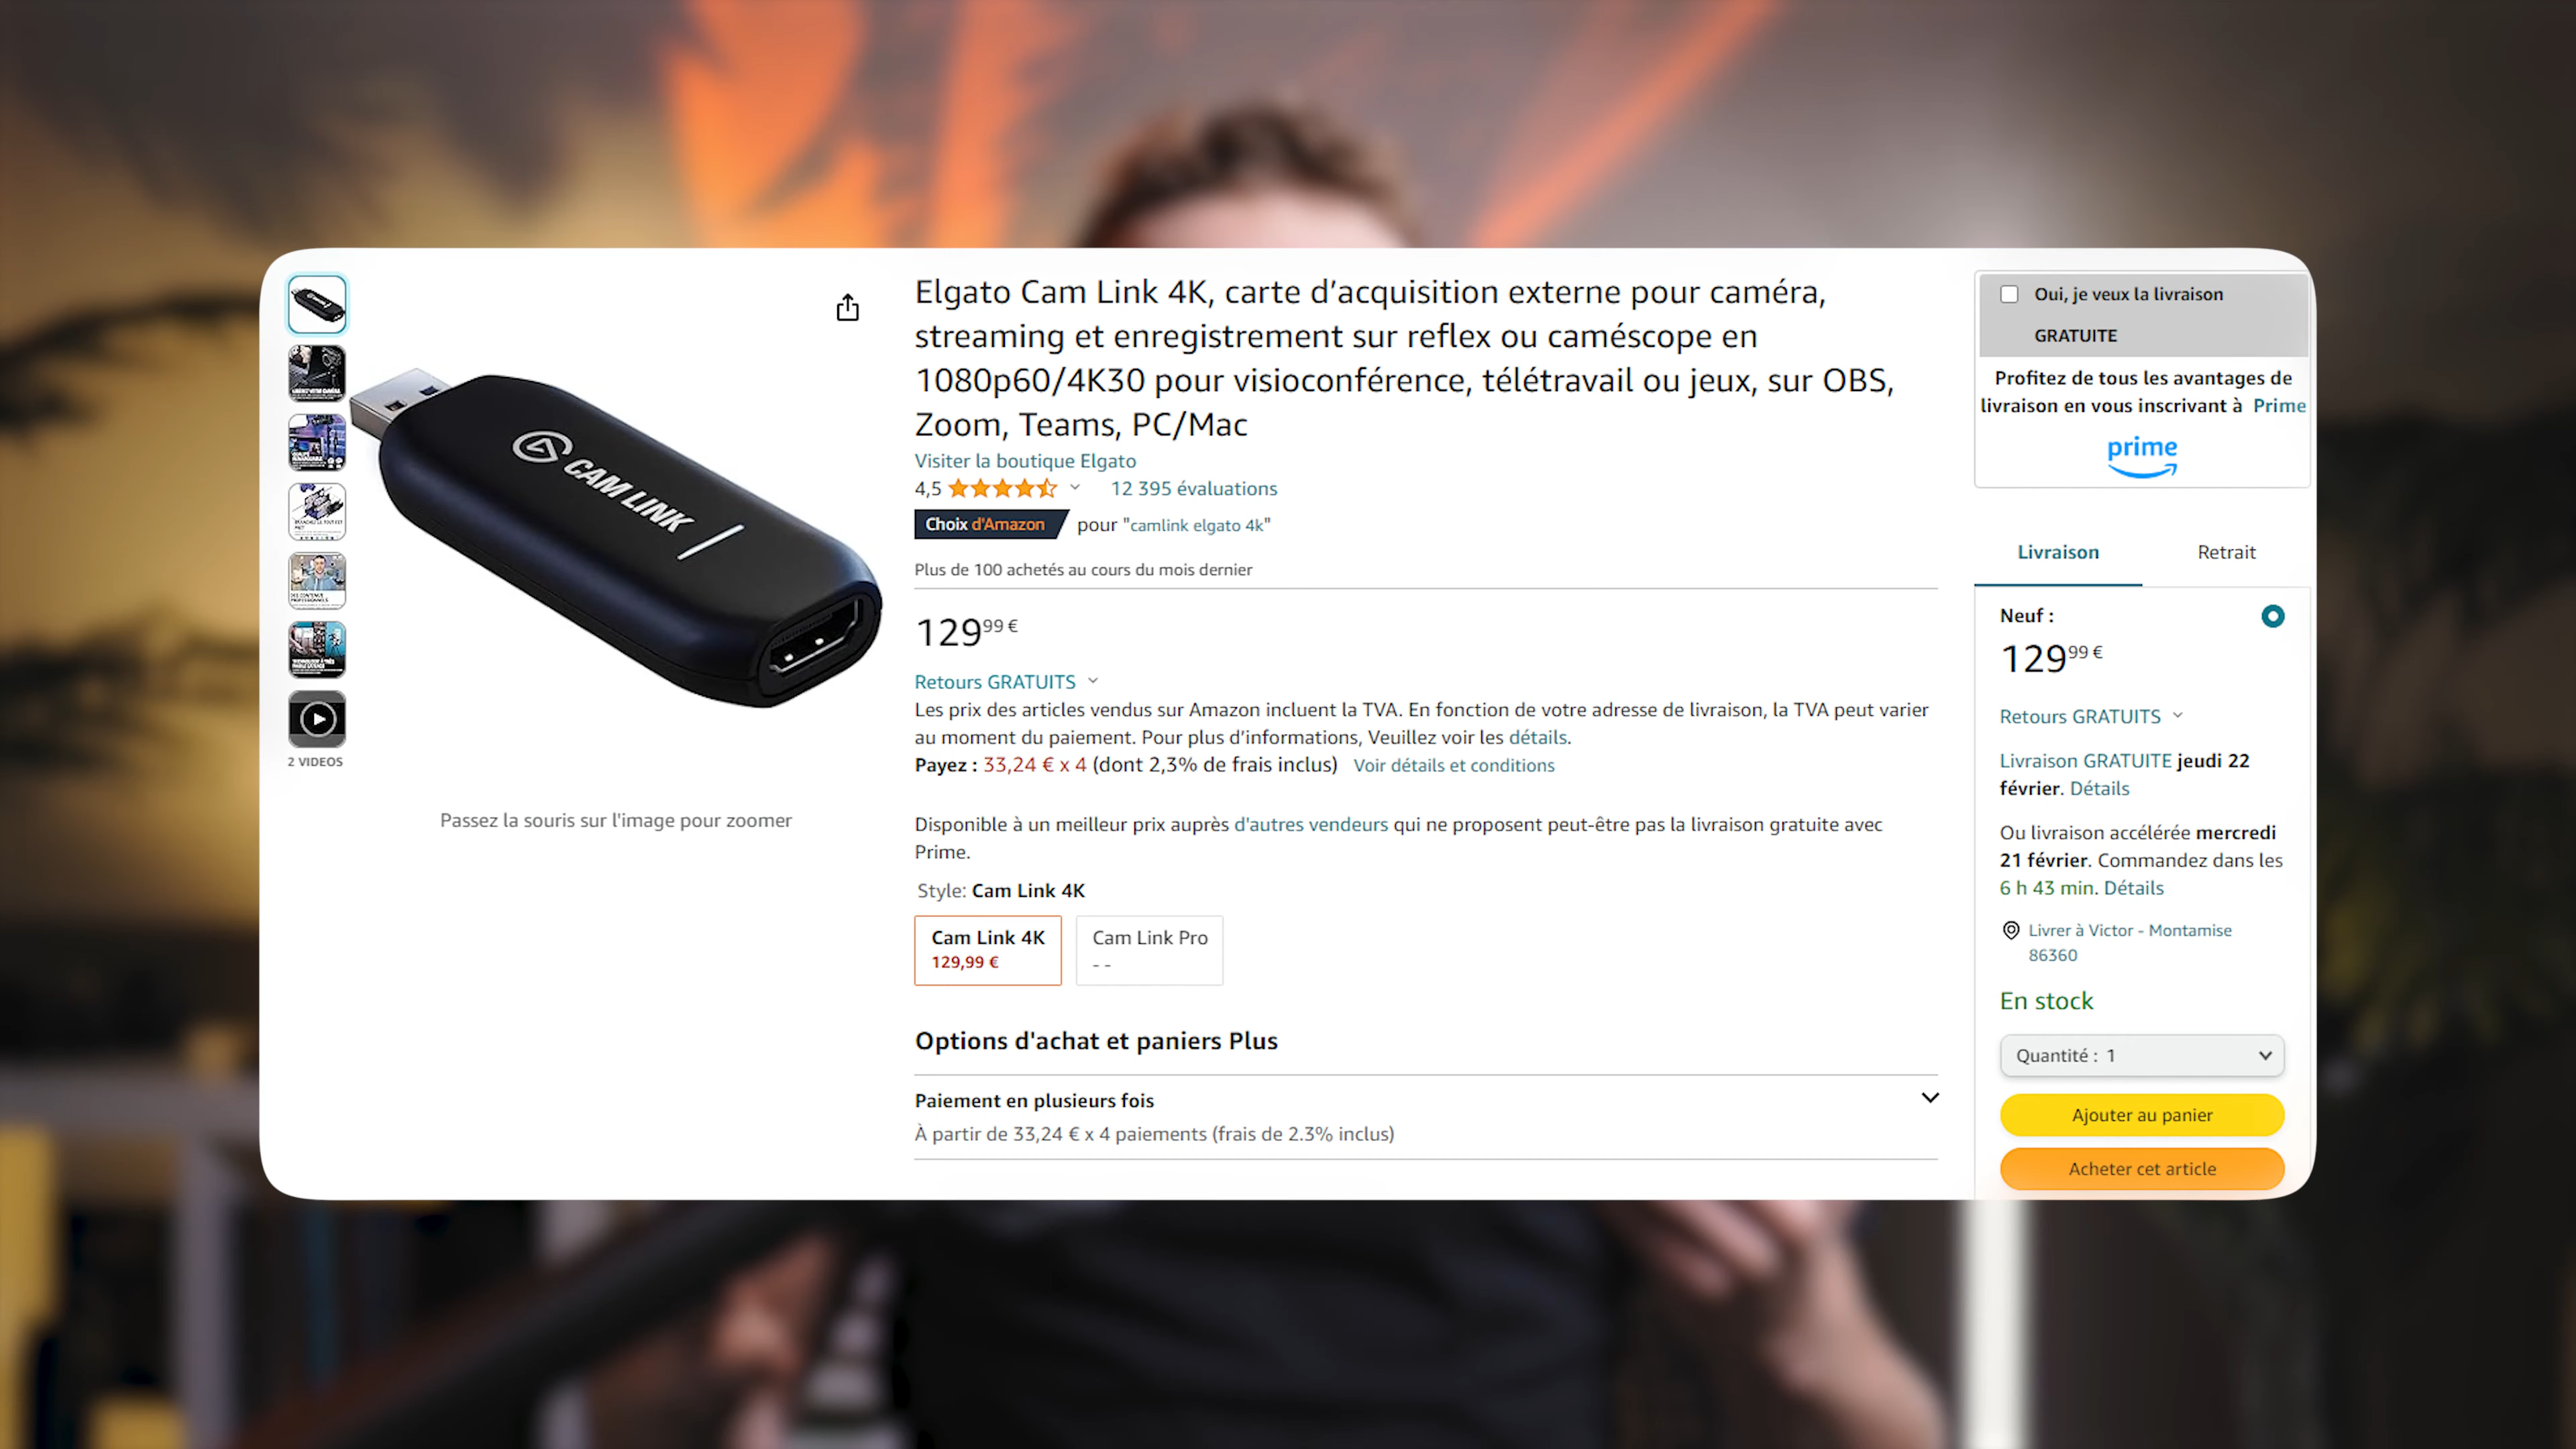 Elgato Cam Link 4K, carte d’acquisition externe pour caméra,
streaming et enregistrement sur reflex ou caméscope en
1080p60/4K30 pour visioconférence, télétravail ou jeux, sur OBS,
Zoom, Teams, PC/Mac
Visiter la boutique Elgato
4,5 12 395 évaluations
Choix d'Amazon pour "camlink elgato 4k"
Plus de 100 achetés au cours du mois dernier
129 99 €
Retours GRATUITS
Les prix des articles vendus sur Amazon incluent la TVA. En fonction de votre adresse de livraison, la TVA peut varier
au moment du paiement. Pour plus d’informations, Veuillez voir les détails.
Payez : 33,24 € x 4 (dont 2,3% de frais inclus) Voir détails et conditions
Disponible à un meilleur prix auprès d'autres vendeurs qui ne proposent peut-être pas la livraison gratuite avec
Prime.
Style: Cam Link 4K
Cam Link 4K
129,99 €
Cam Link Pro
- -
Options d'achat et paniers Plus
Paiement en plusieurs fois
À partir de 33,24 € x 4 paiements (frais de 2.3% inclus)
CAM LINK
2 VIDEOS
Passez la souris sur l'image pour zoomer
Oui, je veux la livraison
GRATUITE
Profitez de tous les avantages de
livraison en vous inscrivant à Prime
prime
Livraison
Retrait
Neuf :
129 99 €
Retours GRATUITS
Livraison GRATUITE jeudi 22
février. Détails
Ou livraison accélérée mercredi
21 février. Commandez dans les
6 h 43 min. Détails
Livrer à Victor - Montamise
86360
En stock
Quantité : 1
Ajouter au panier
Acheter cet article